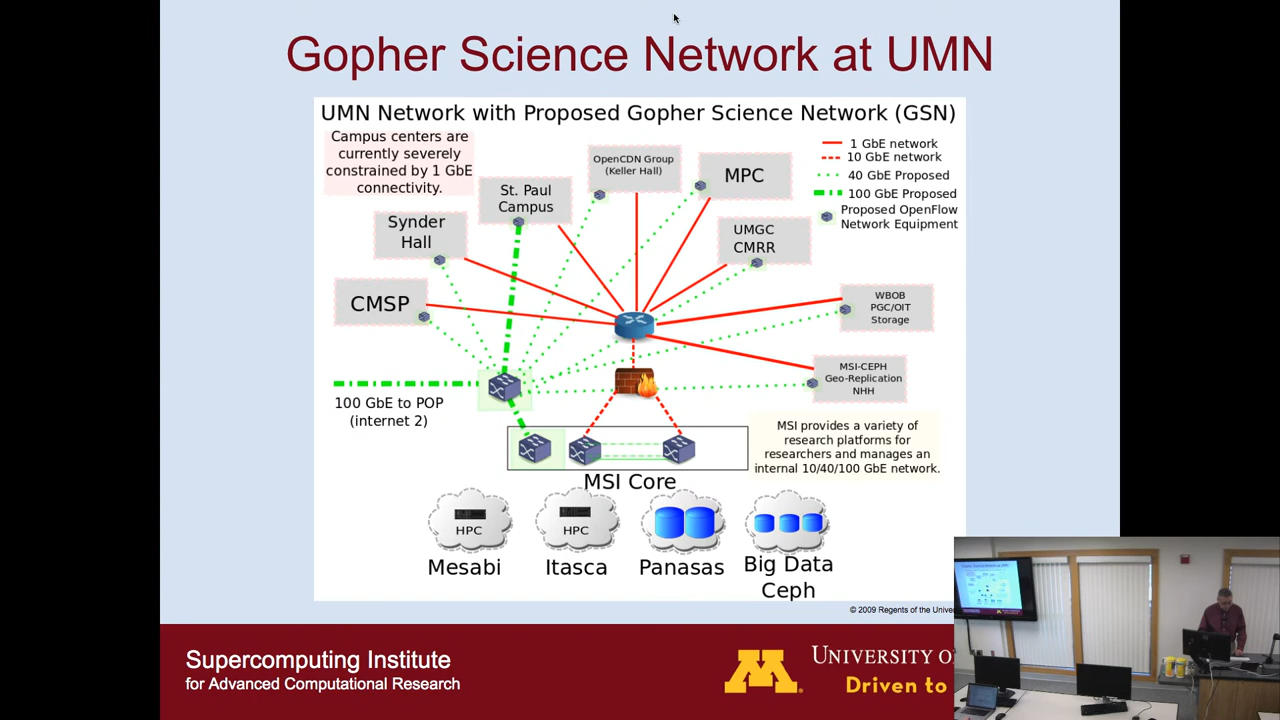 Gopher Science Network at UMN
UMN Network with Proposed Gopher Science Network (GSN)
Campus centers are
currently severely
constrained by 1 GbE
connectivity.
1 GbE network
10 GbE network
40 GbE Proposed
100 GbE Proposed
Proposed OpenFlow
Network Equipment
OpenCDN Group
(Keller Hall)
MPC
St. Paul
Campus
Synder
Hall
UMGC
CMRR
CMSP
WBOB
PGC/OIT
Storage
MSI-CEPH
Geo-Replication
NHH
100 GbE to POP
(internet 2)
MSI provides a variety of
research platforms for
researchers and manages an
internal 10/40/100 GbE network.
MSI Core
HPC
HPC
Mesabi
Itasca
Panasas
Big Data
Ceph
© 2009 Regents of the Univer
Supercomputing Institute
for Advanced Computational Research
M
UNIVERSITY O
Driven to